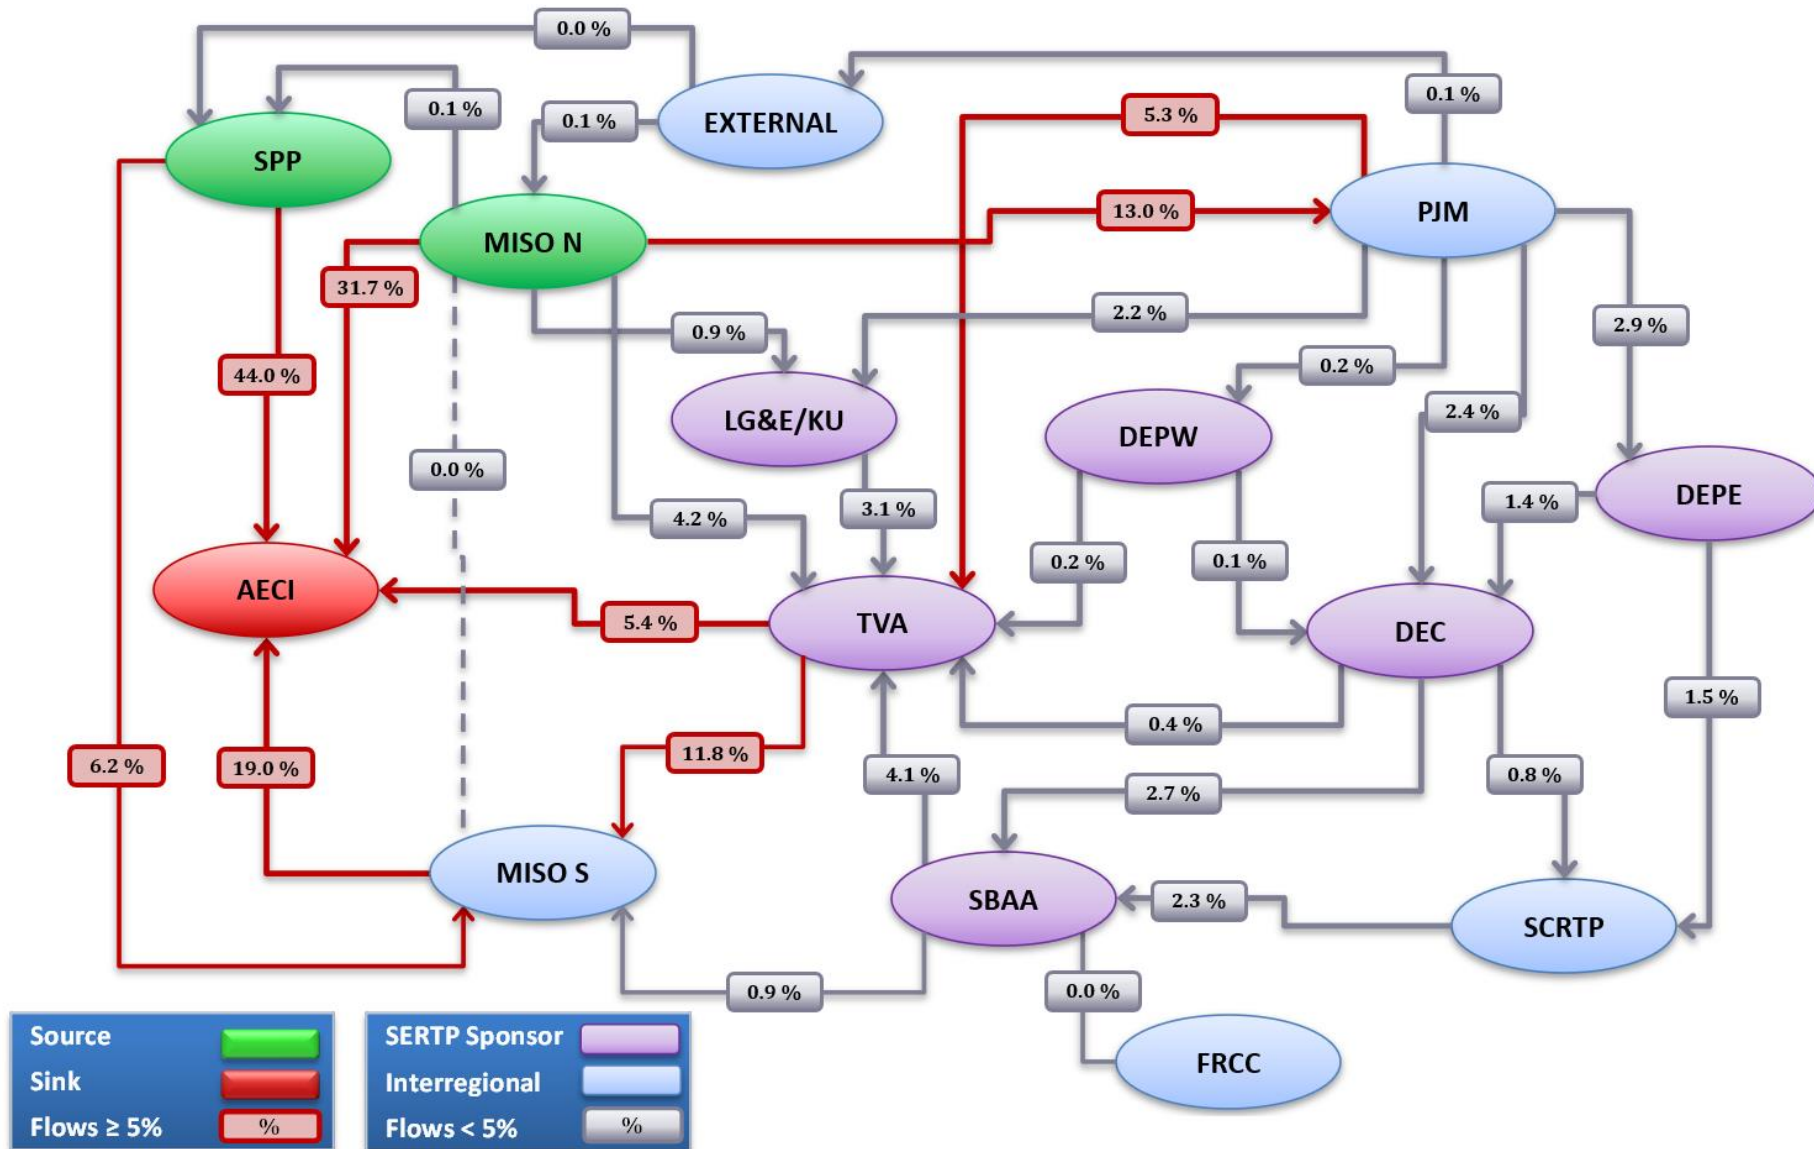 0.0 %
0.1 %
0.1 %
EXTERNAL
0.1 %
5.3 %
0.1 %
SPP
MISO N
13.0 %
PJM
31.7 %
0.9 %
2.2 %
2.9 %
44.0 %
0.2 %
LG&E/KU
DEPW
2.4 %
0.0 %
4.2 %
3.1 %
1.4 %
DEPE
0.2 %
0.1 %
AECI
5.4 %
TVA
DEC
1.5 %
0.4 %
6.2 %
19.0 %
11.8 %
4.1 %
2.7 %
0.8 %
MISO S
SBAA
2.3 %
SCRTP
0.9 %
0.0 %
FRCC
Source
Sink
Flows ≥ 5% %
SERTP Sponsor
Interregional
Flows < 5% %